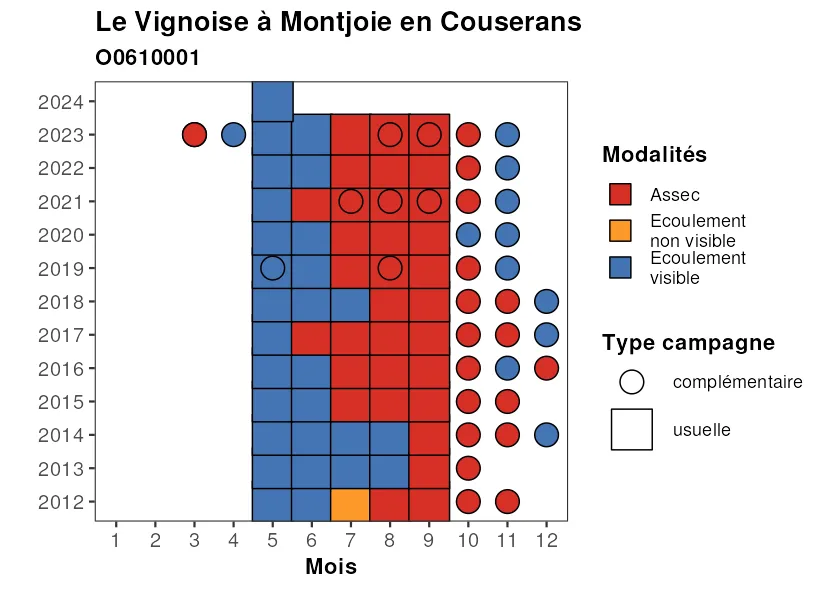 Le Vignoise à Montjoie en Couserans
O0610001
2024
2023
2022
2021
2020
2019
2018
2017
2016
2015
2014
2013
2012
1 2 3 4 5 6 7 8 9 10 11 12
Mois
Modalités
Assec
Ecoulement
non visible
Ecoulement
visible
Type campagne
complémentaire
usuelle